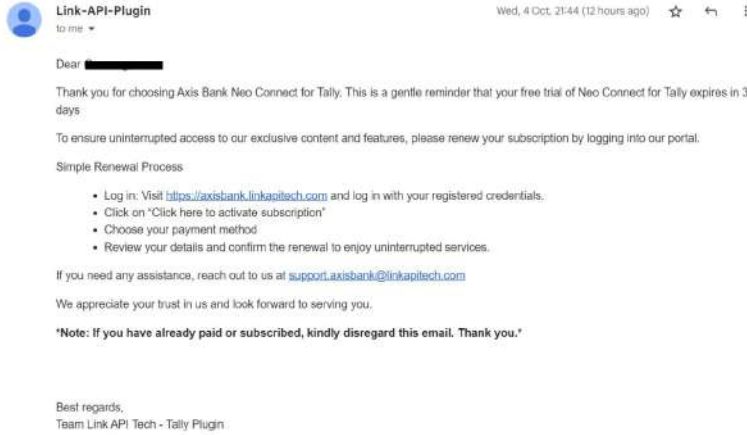 Link-API-Plugin
Wed, 4 Oct, 21:44 (12 hours ago)
to me
Dear
Thank you for choosing Axis Bank Neo Connect for Tally. This is a gentle reminder that your free trial of Neo Connect for Tally expires in 3
days
To ensure uninterrupted access to our exclusive content and features, please renew your subscription by logging into our portal.
Simple Renewal Process
• Log in: Visit https://axisbank.linkapitech.com and log in with your registered credentials.
• Click on "Click here to activate subscription"
• Choose your payment method
• Review your details and confirm the renewal to enjoy uninterrupted services.
If you need any assistance, reach out to us at support.axisbank@linkapitech.com
We appreciate your trust in us and look forward to serving you.
*Note: If you have already paid or subscribed, kindly disregard this email. Thank you.*
Best regards,
Team Link API Tech - Tally Plugin